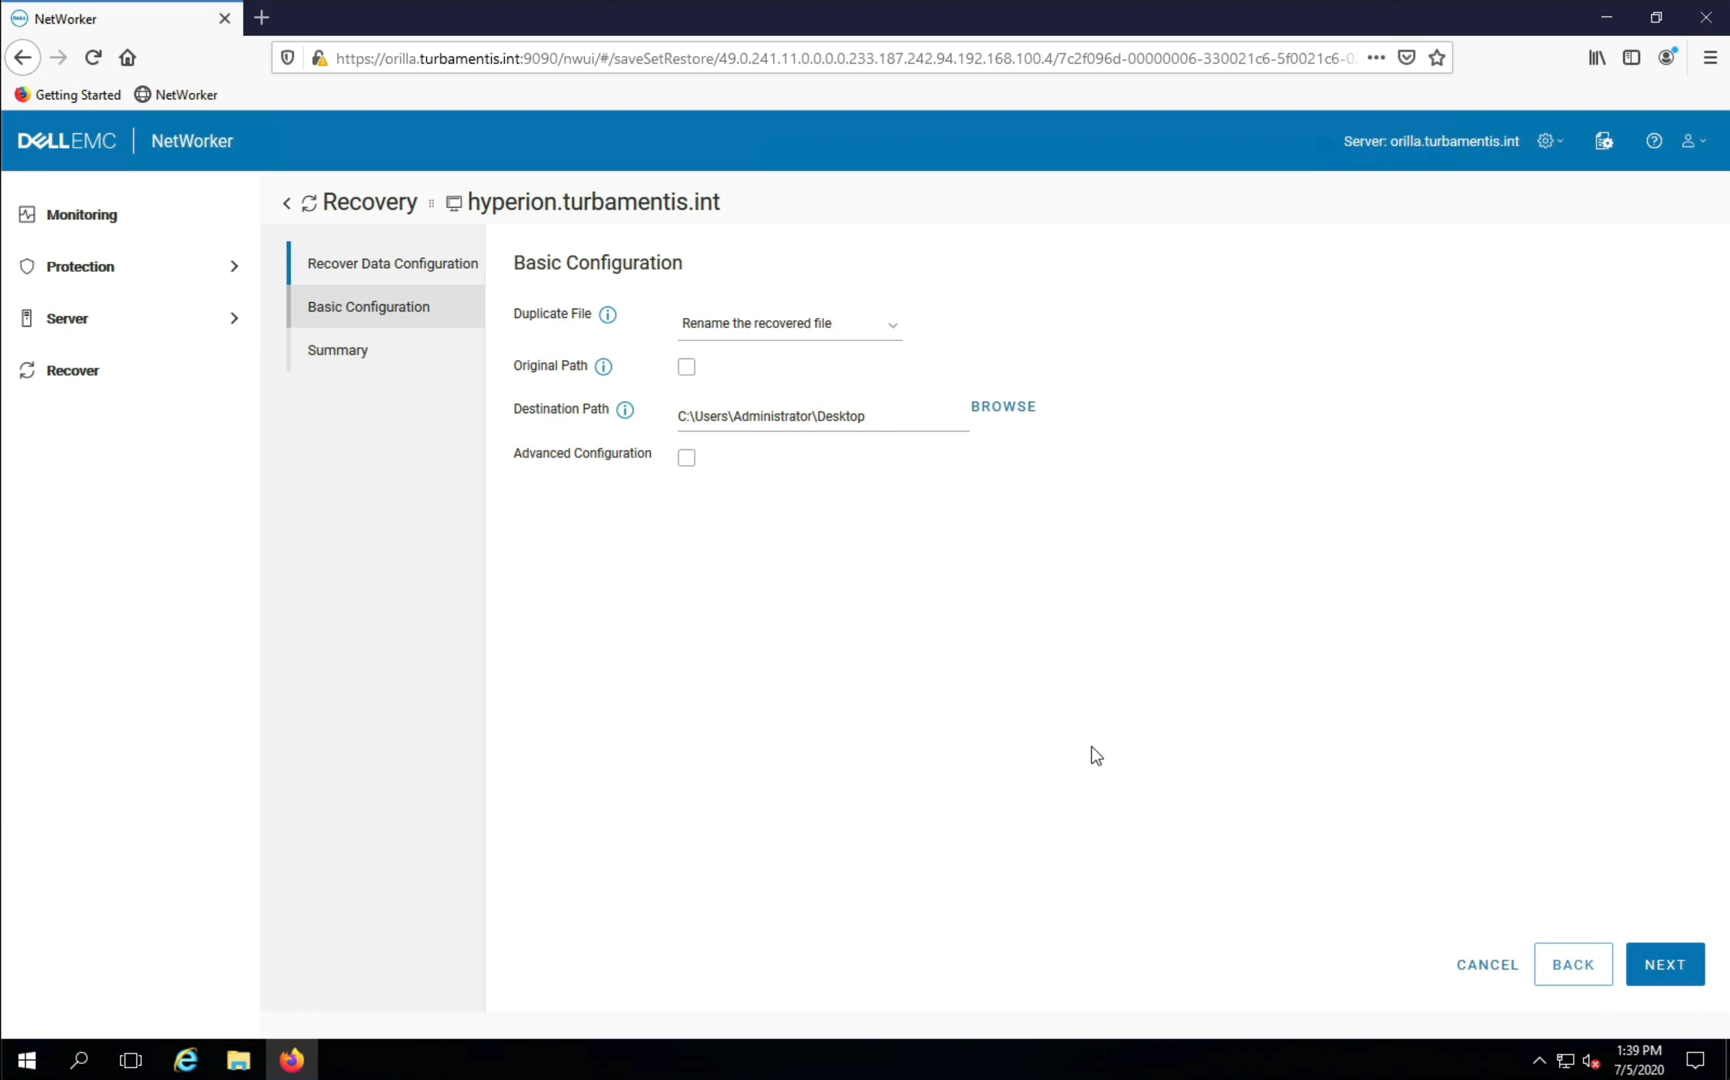 NetWorker
https://orilla.turbamentis.int:9090/nwui/#/saveSetRestore/49.0.241.11.0.0.0.0.233.187.242.94.192.168.100.4/7c2f096d-00000006-330021c6-5f0021c6-0
Getting Started NetWorker
DELLEMC NetWorker Server: orilla.turbamentis.int
Monitoring
Protection
Server
Recover
Recovery hyperion.turbamentis.int
Recover Data Configuration
Basic Configuration
Summary
Basic Configuration
Duplicate File Rename the recovered file
Original Path
Destination Path C:\Users\Administrator\Desktop BROWSE
Advanced Configuration
CANCEL BACK NEXT
1:39 PM
7/5/2020